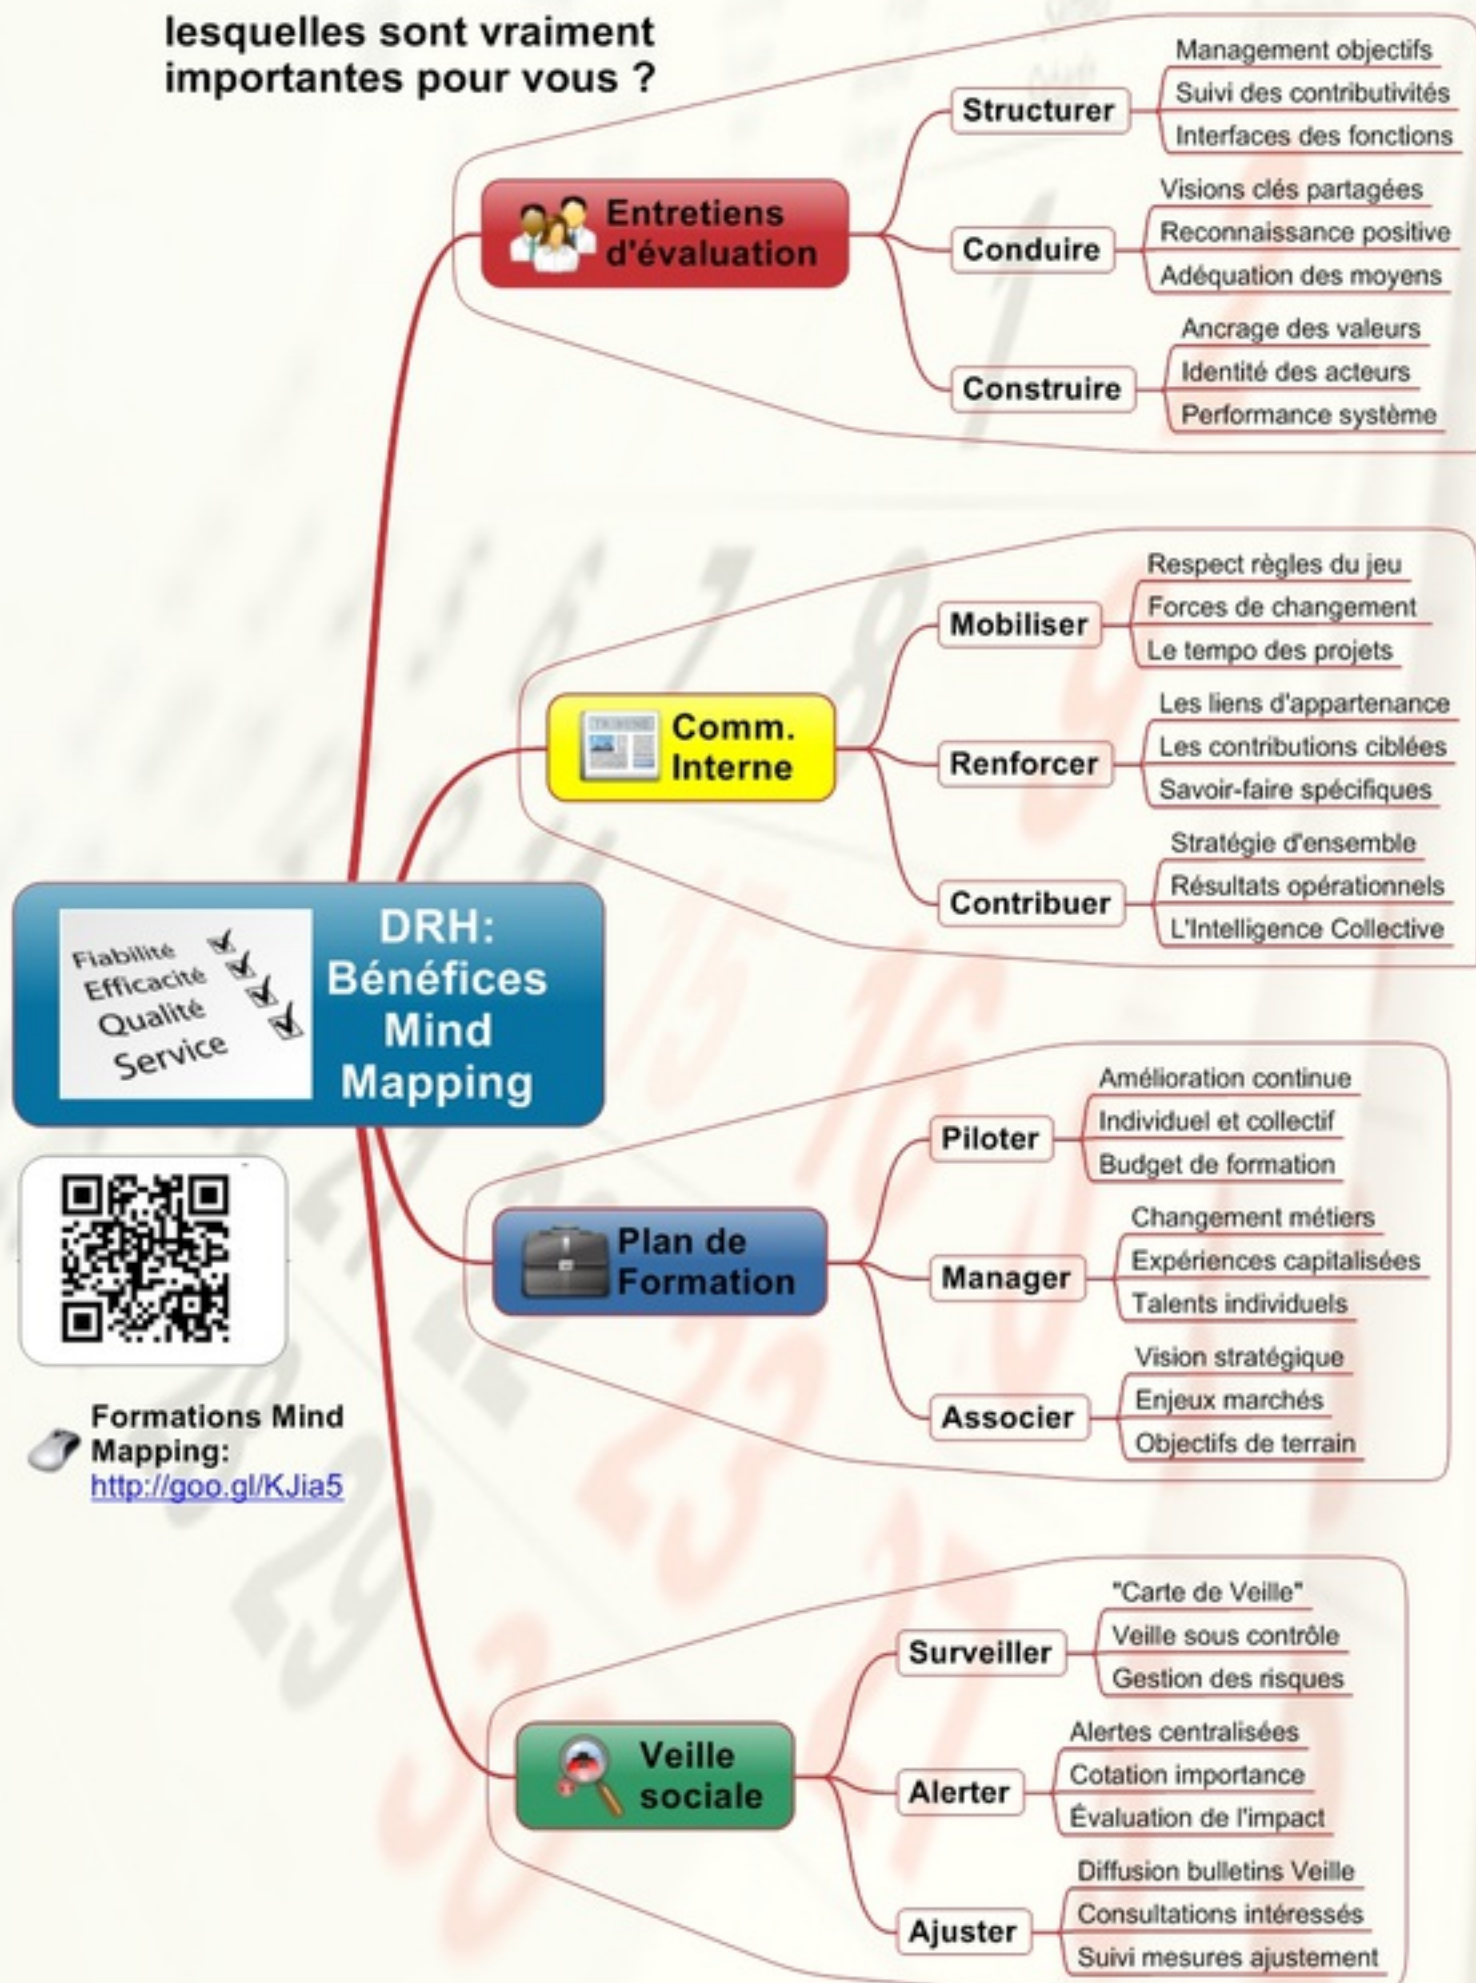 lesquelles sont vraiment
importantes pour vous ?
Entretiens
d'évaluation
Structurer
Management objectifs
Suivi des contributivités
Interfaces des fonctions
Conduire
Visions clés partagées
Reconnaissance positive
Adéquation des moyens
Construire
Ancrage des valeurs
Identité des acteurs
Performance système
TRIBUNE
Comm.
Interne
Mobiliser
Respect règles du jeu
Forces de changement
Le tempo des projets
Renforcer
Les liens d'appartenance
Les contributions ciblées
Savoir-faire spécifiques
Contribuer
Stratégie d'ensemble
Résultats opérationnels
L'Intelligence Collective
Fiabilité
Efficacité
Qualité
Service
DRH:
Bénéfices
Mind
Mapping
Plan de
Formation
Piloter
Amélioration continue
Individuel et collectif
Budget de formation
Manager
Changement métiers
Expériences capitalisées
Talents individuels
Associer
Vision stratégique
Enjeux marchés
Objectifs de terrain
Formations Mind
Mapping:
http://goo.gl/KJia5
Veille
sociale
Surveiller
"Carte de Veille"
Veille sous contrôle
Gestion des risques
Alerter
Alertes centralisées
Cotation importance
Évaluation de l'impact
Ajuster
Diffusion bulletins Veille
Consultations intéressés
Suivi mesures ajustement